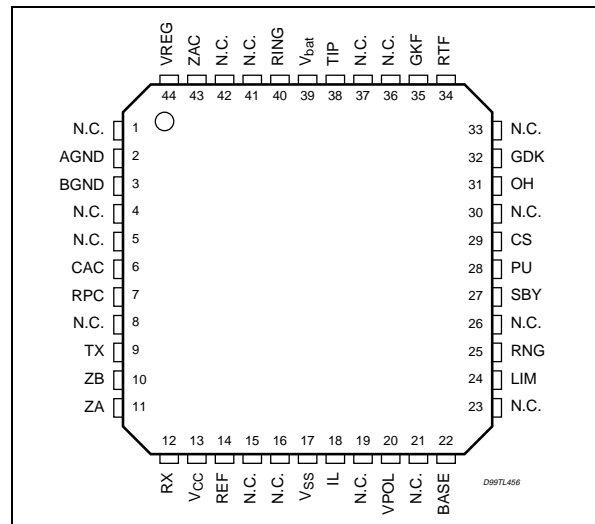 VREG ZAC N.C. N.C. RING Vbat TIP N.C. N.C. GKF RTF
44 43 42 41 40 39 38 37 36 35 34
N.C. 1 33 N.C.
AGND 2 32 GDK
BGND 3 31 OH
N.C. 4 30 N.C.
N.C. 5 29 CS
CAC 6 28 PU
RPC 7 27 SBY
N.C. 8 26 N.C.
TX 9 25 RNG
ZB 10 24 LIM
ZA 11 23 N.C.
12 13 14 15 16 17 18 19 20 21 22
RX VCC REF N.C. N.C. VSS IL N.C. VPOL N.C. BASE
D99TL456